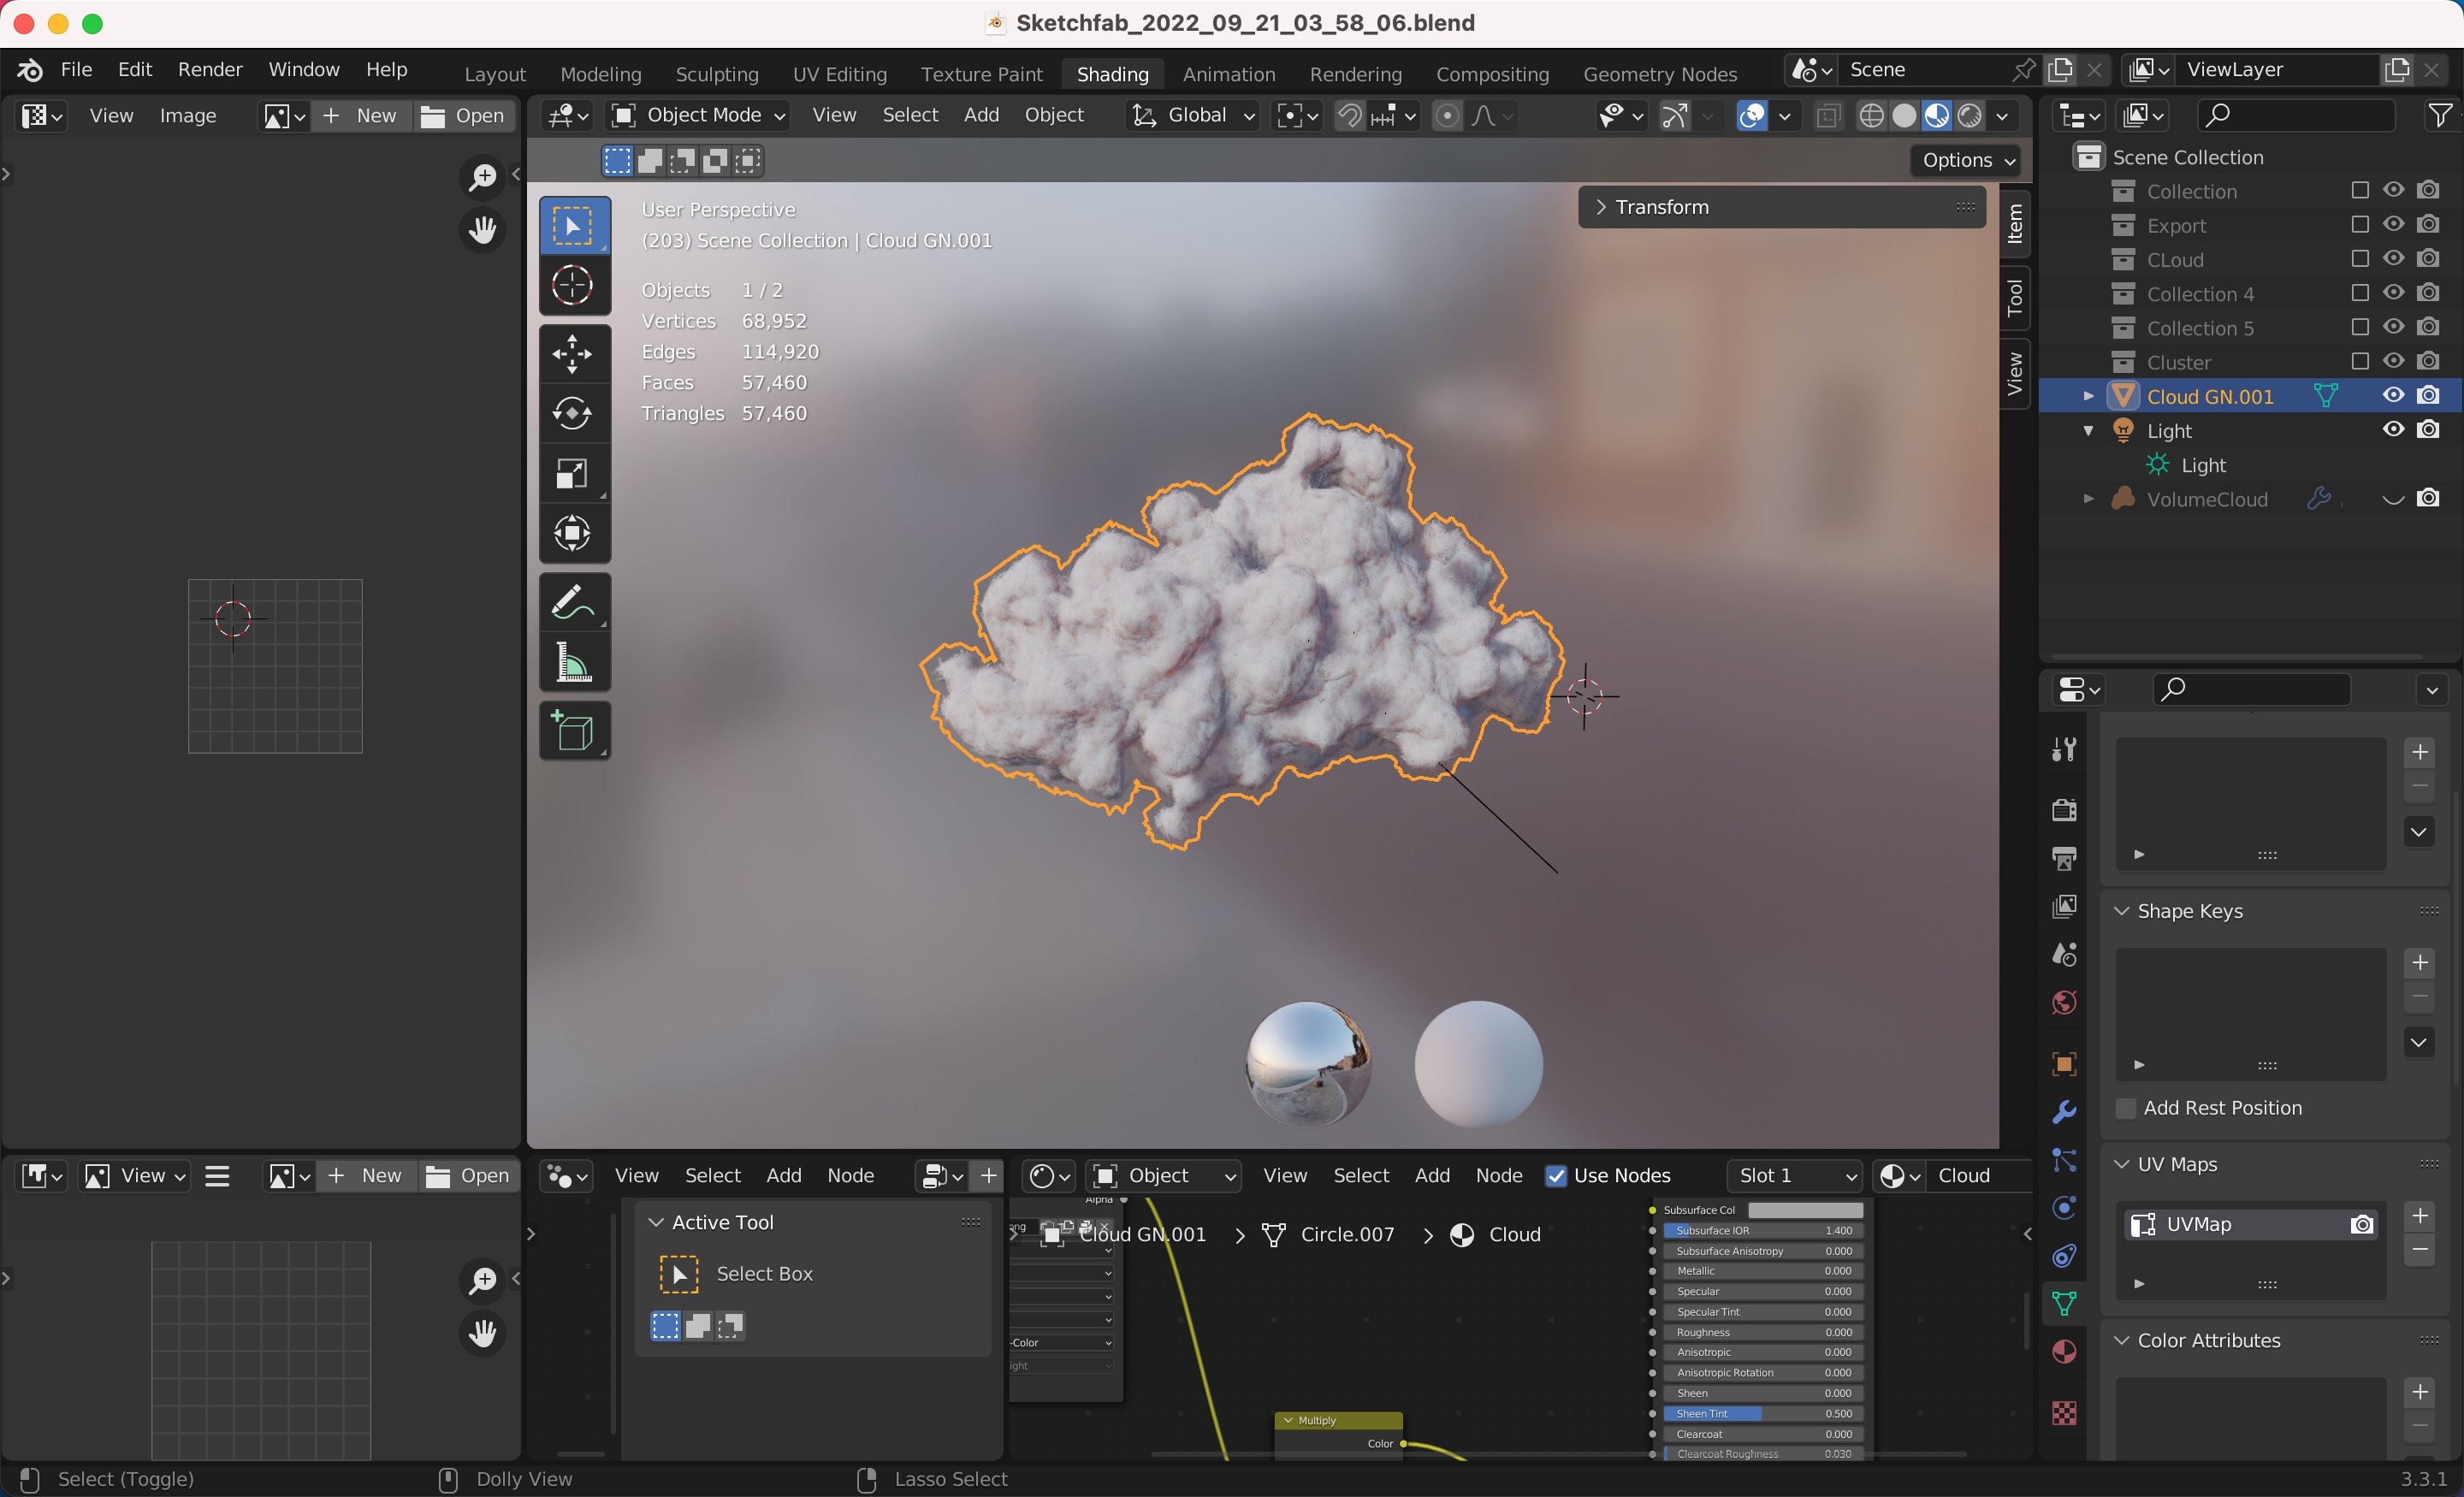 Sketchfab_2022_09_21_03_58_06.blend
File Edit Render Window Help
Layout Modeling Sculpting UV Editing Texture Paint Shading Animation Rendering Compositing Geometry Nodes
Scene
ViewLayer
View Image
New
Open
Object Mode
View Select Add Object
Global
Options
User Perspective
(203) Scene Collection | Cloud GN.001
Objects 1 / 2
Vertices 68,952
Edges 114,920
Faces 57,460
Triangles 57,460
Transform
Item
Tool
View
Scene Collection
Collection
Export
CLoud
Collection 4
Collection 5
Cluster
Cloud GN.001
Light
Light
VolumeCloud
Shape Keys
Add Rest Position
UV Maps
UVMap
Color Attributes
View
New
Open
View Select Add Node
Active Tool
Select Box
Object
View Select Add Node
Use Nodes
Slot 1
Cloud
Alpha
Cloud GN.001 > Circle.007 > Cloud
-Color
Multiply
Color
Subsurface Col
Subsurface IOR 1.400
Subsurface Anisotropy 0.000
Metallic 0.000
Specular 0.000
Specular Tint 0.000
Roughness 0.000
Anisotropic 0.000
Anisotropic Rotation 0.000
Sheen 0.000
Sheen Tint 0.500
Clearcoat 0.000
Clearcoat Roughness 0.030
Select (Toggle)
Dolly View
Lasso Select
3.3.1